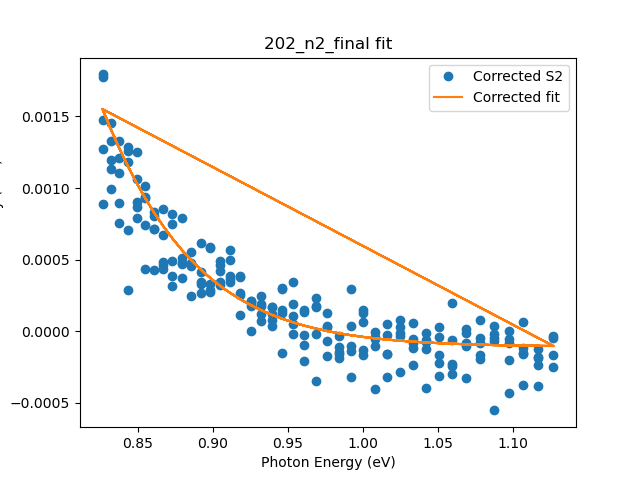 202_n2_final fit
Corrected S2
Corrected fit
0.0015
0.0010
0.0005
0.0000
−0.0005
0.85
0.90
0.95
1.00
1.05
1.10
Photon Energy (eV)